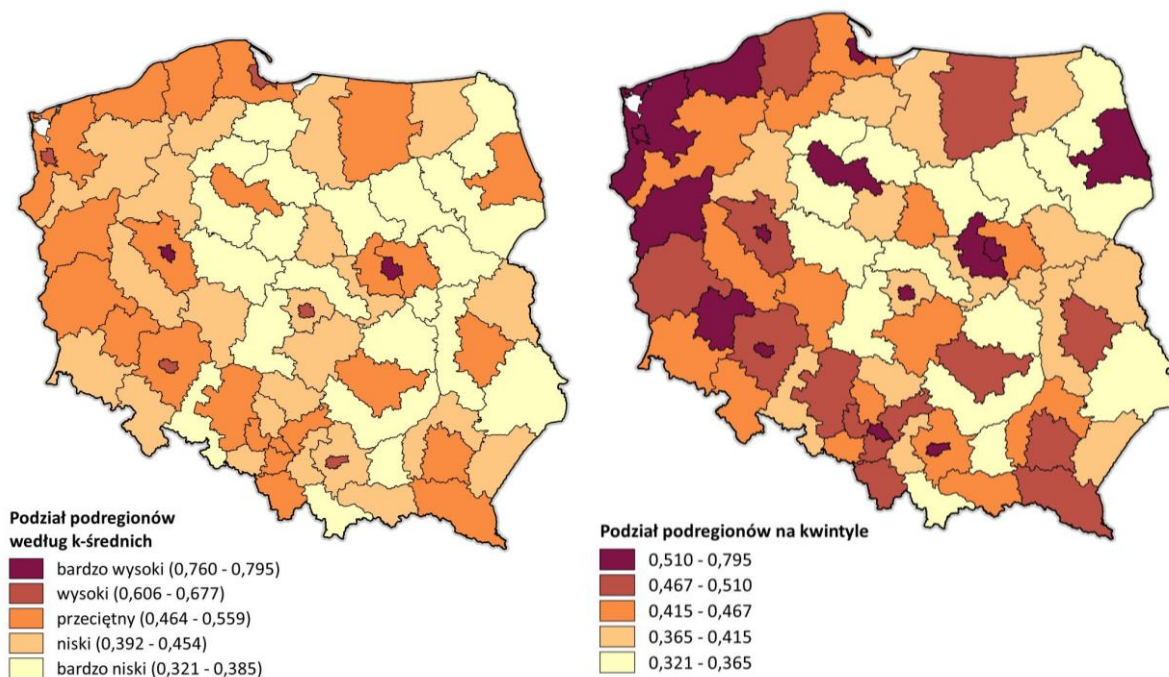 Podział podregionów
według k-średnich
bardzo wysoki (0,760 - 0,795)
wysoki (0,606 - 0,677)
przeciętny (0,464 - 0,559)
niski (0,392 - 0,454)
bardzo niski (0,321 - 0,385)
Podział podregionów na kwintyle
0,510 - 0,795
0,467 - 0,510
0,415 - 0,467
0,365 - 0,415
0,321 - 0,365